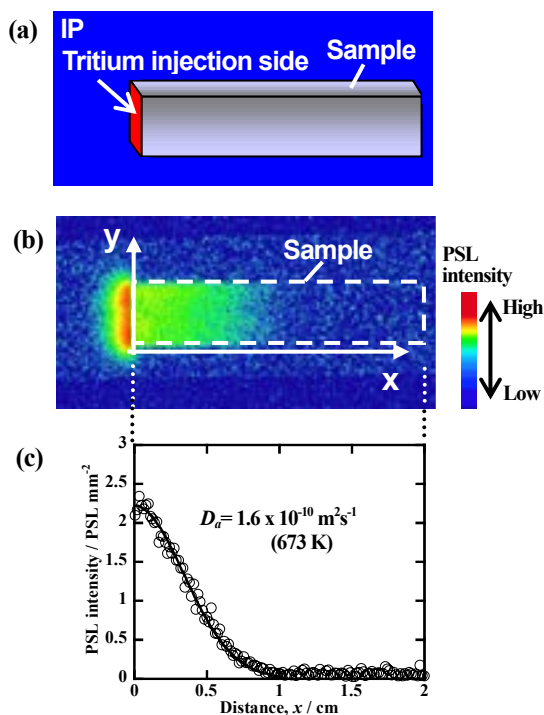 (a)
IP
Tritium injection side
Sample
(b)
y
Sample
x
PSL
intensity
High
Low
(c)
PSL intensity / PSL mm⁻²
3
2.5
2
1.5
1
0.5
0
Dₐ= 1.6 x 10⁻¹⁰ m²s⁻¹
(673 K)
0 0.5 1 1.5 2
Distance, x / cm